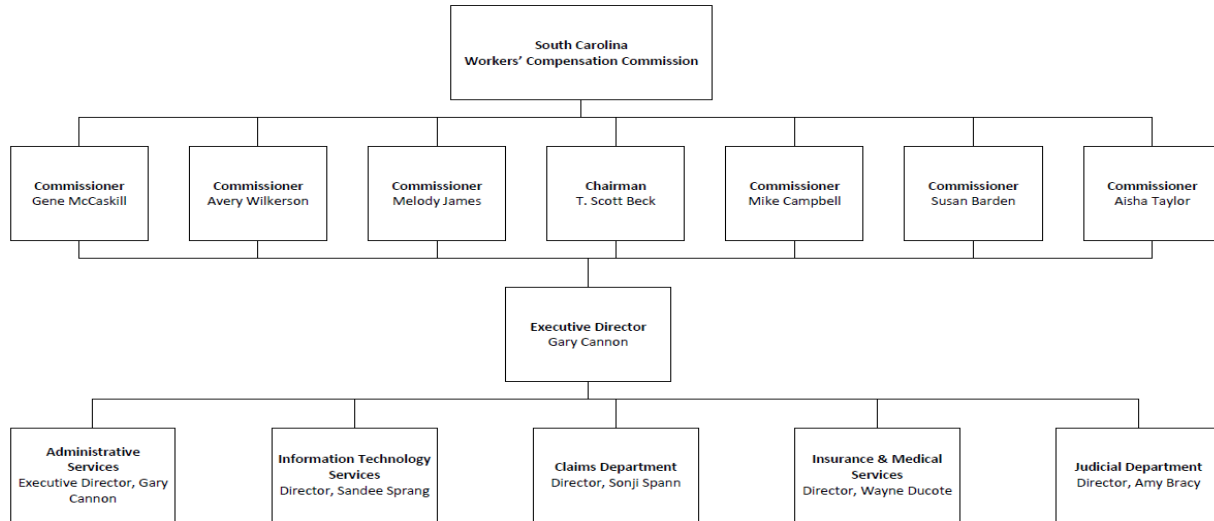 South Carolina
Workers’ Compensation Commission
Commissioner
Gene McCaskill
Commissioner
Avery Wilkerson
Commissioner
Melody James
Chairman
T. Scott Beck
Commissioner
Mike Campbell
Commissioner
Susan Barden
Commissioner
Aisha Taylor
Executive Director
Gary Cannon
Administrative
Services
Executive Director, Gary
Cannon
Information Technology
Services
Director, Sandee Sprang
Claims Department
Director, Sonji Spann
Insurance & Medical
Services
Director, Wayne Ducote
Judicial Department
Director, Amy Bracy